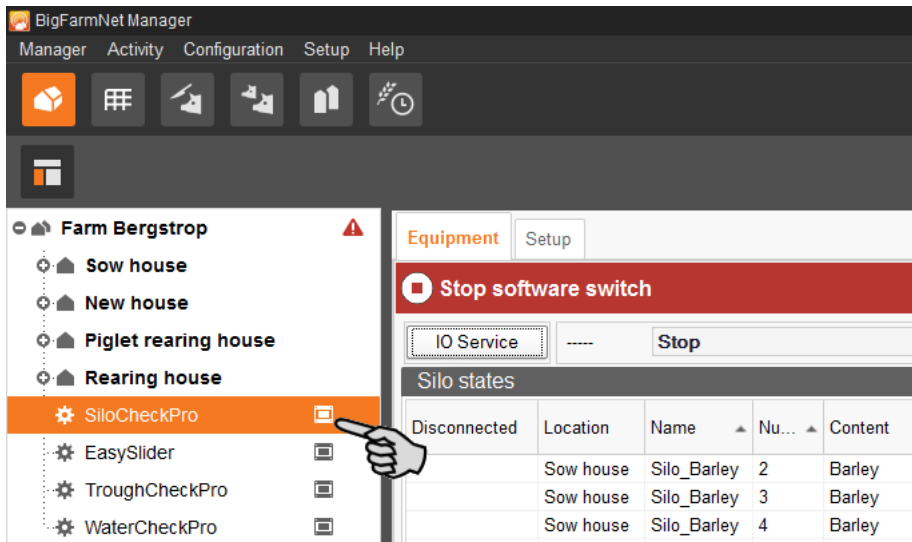 BigFarmNet Manager
Manager Activity Configuration Setup Help
Farm Bergstrop
Sow house
New house
Piglet rearing house
Rearing house
SiloCheckPro
EasySlider
TroughCheckPro
WaterCheckPro
Equipment Setup
Stop software switch
IO Service ----- Stop
Silo states
Disconnected Location Name Nu... Content
Sow house Silo_Barley 2 Barley
Sow house Silo_Barley 3 Barley
Sow house Silo_Barley 4 Barley